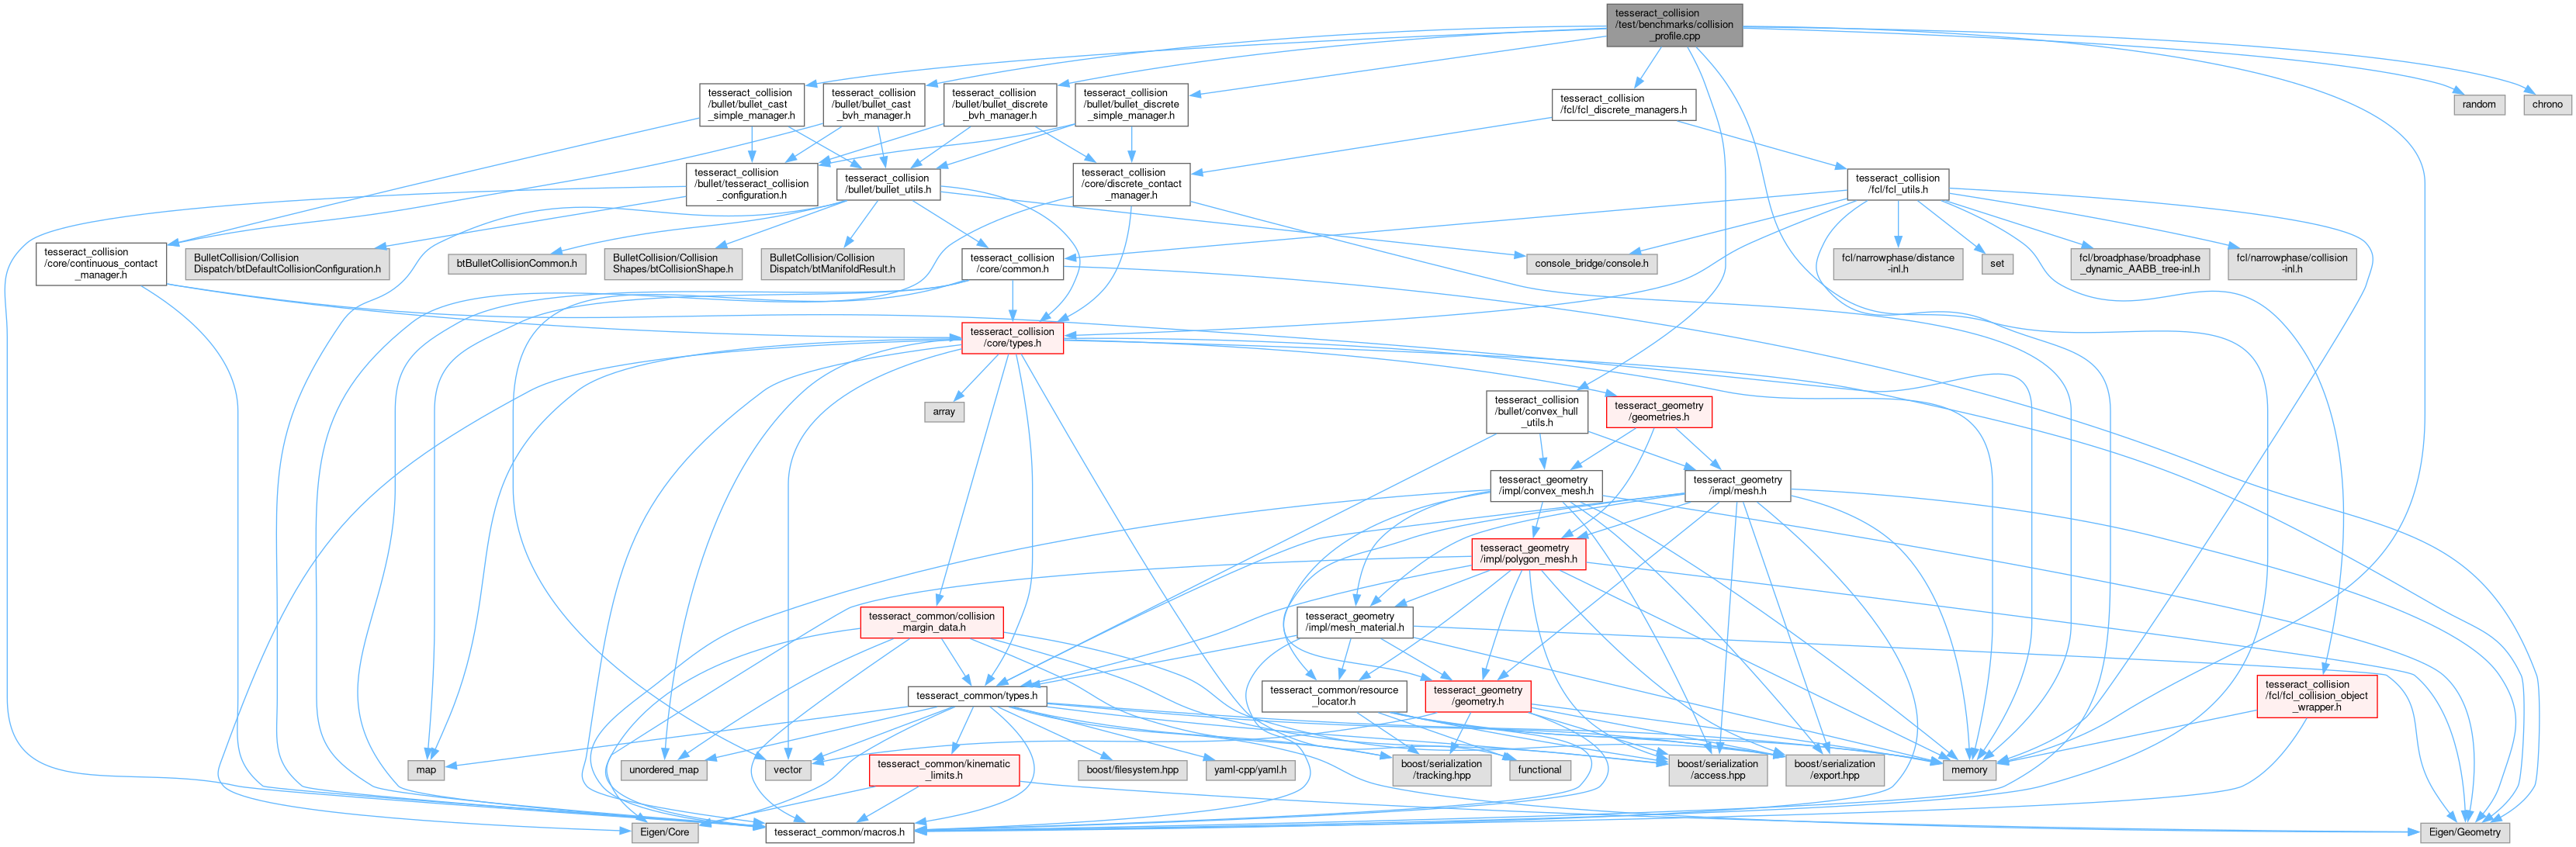 tesseract_collision
/test/benchmarks/collision
_profile.cpp
tesseract_collision
/bullet/bullet_cast
_simple_manager.h
tesseract_collision
/bullet/bullet_cast
_bvh_manager.h
tesseract_collision
/bullet/bullet_discrete
_bvh_manager.h
tesseract_collision
/bullet/bullet_discrete
_simple_manager.h
tesseract_collision
/fcl/fcl_discrete_managers.h
random
chrono
tesseract_collision
/bullet/tesseract_collision
_configuration.h
tesseract_collision
/bullet/bullet_utils.h
tesseract_collision
/core/discrete_contact
_manager.h
tesseract_collision
/fcl/fcl_utils.h
tesseract_collision
/core/continuous_contact
_manager.h
BulletCollision/Collision
Dispatch/btDefaultCollisionConfiguration.h
btBulletCollisionCommon.h
BulletCollision/Collision
Shapes/btCollisionShape.h
BulletCollision/Collision
Dispatch/btManifoldResult.h
tesseract_collision
/core/common.h
console_bridge/console.h
fcl/narrowphase/distance
-inl.h
set
fcl/broadphase/broadphase
_dynamic_AABB_tree-inl.h
fcl/narrowphase/collision
-inl.h
tesseract_collision
/core/types.h
array
tesseract_collision
/bullet/convex_hull
_utils.h
tesseract_geometry
/geometries.h
tesseract_geometry
/impl/convex_mesh.h
tesseract_geometry
/impl/mesh.h
tesseract_geometry
/impl/polygon_mesh.h
tesseract_common/collision
_margin_data.h
tesseract_geometry
/impl/mesh_material.h
tesseract_common/types.h
tesseract_common/resource
_locator.h
tesseract_geometry
/geometry.h
tesseract_collision
/fcl/fcl_collision_object
_wrapper.h
map
unordered_map
vector
tesseract_common/kinematic
_limits.h
boost/filesystem.hpp
yaml-cpp/yaml.h
boost/serialization
/tracking.hpp
functional
boost/serialization
/access.hpp
boost/serialization
/export.hpp
memory
Eigen/Core
tesseract_common/macros.h
Eigen/Geometry